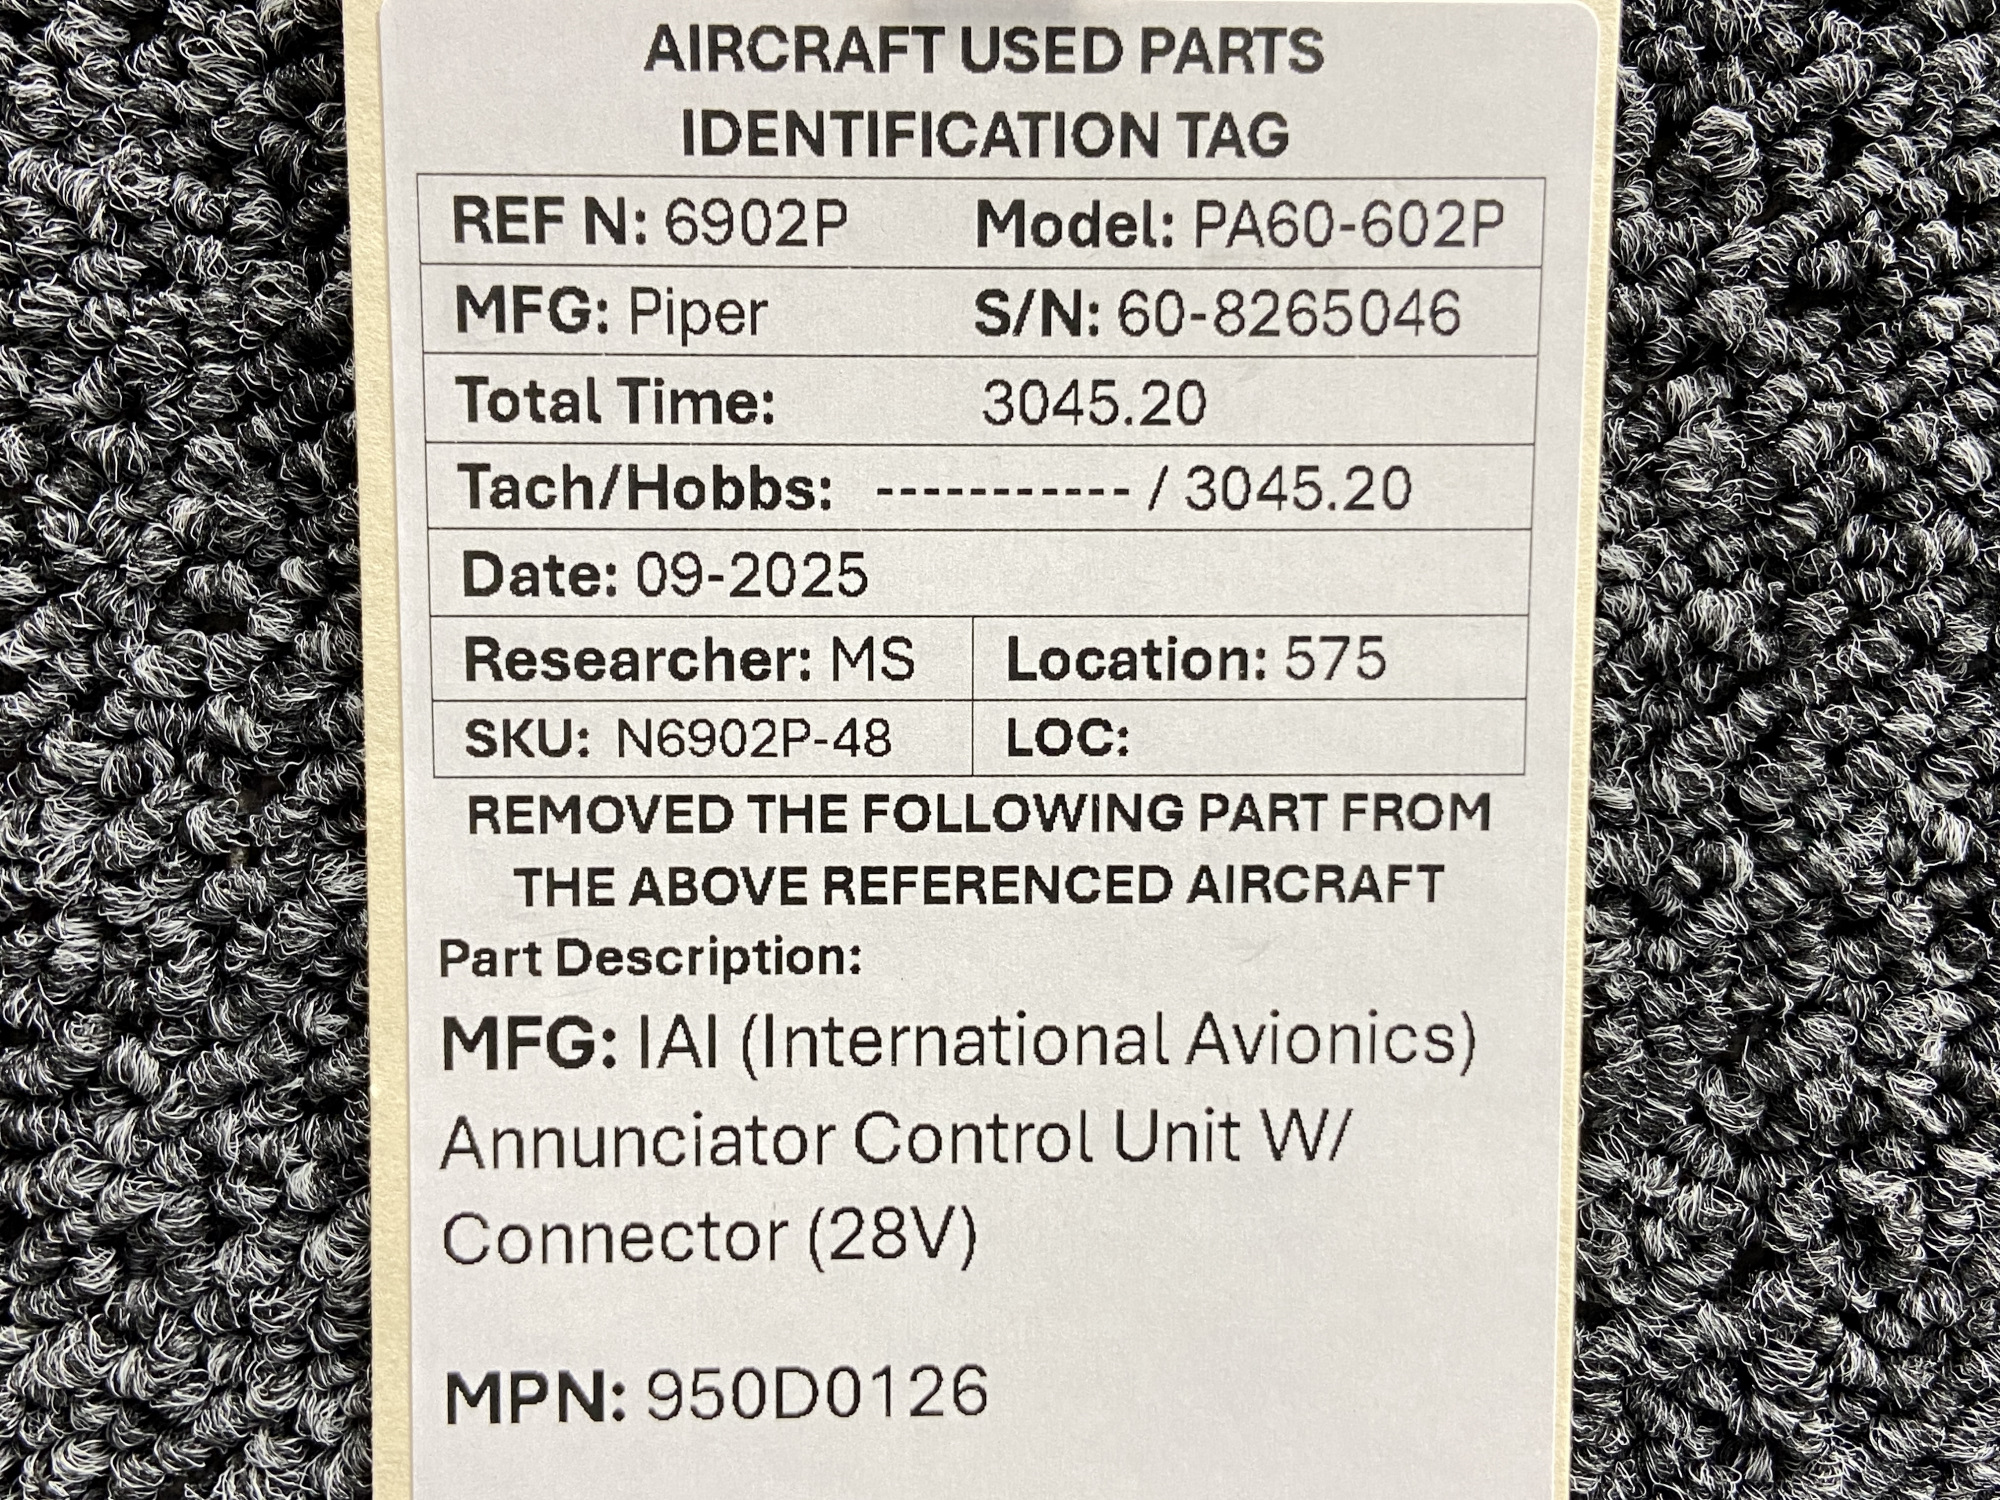 AIRCRAFT USED PARTS
IDENTIFICATION TAG
REF N: 6902P Model: PA60-602P
MFG: Piper S/N: 60-8265046
Total Time: 3045.20
Tach/Hobbs: ----------- / 3045.20
Date: 09-2025
Researcher: MS Location: 575
SKU: N6902P-48 LOC:
REMOVED THE FOLLOWING PART FROM
THE ABOVE REFERENCED AIRCRAFT
Part Description:
MFG: IAI (International Avionics)
Annunciator Control Unit W/
Connector (28V)
MPN: 950D0126